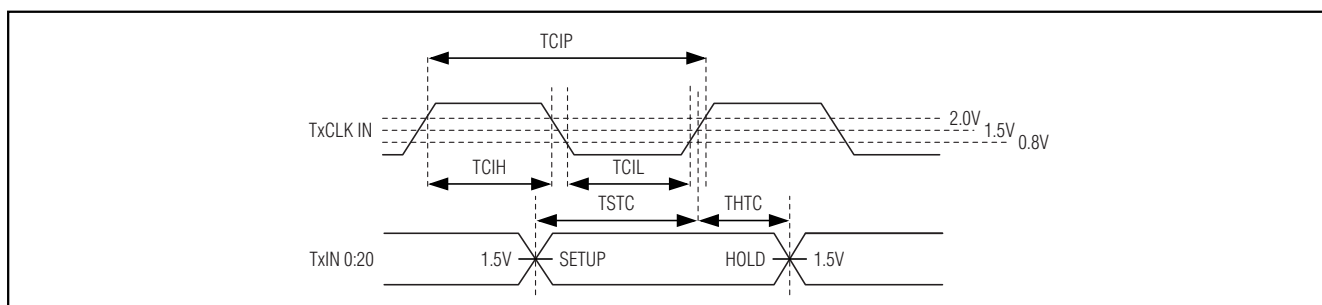 TCIP
TxCLK IN
2.0V
1.5V
0.8V
TCIH
TCIL
TSTC
THTC
TxIN 0:20
1.5V
SETUP
HOLD
1.5V